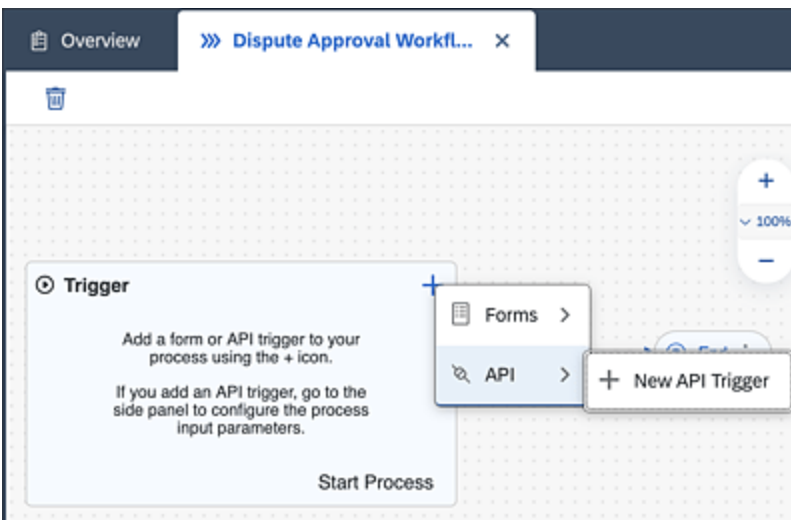 Overview
Dispute Approval Workfl...
100%
Trigger
Add a form or API trigger to your
process using the + icon.
If you add an API trigger, go to the
side panel to configure the process
input parameters.
Start Process
Forms
API
+ New API Trigger